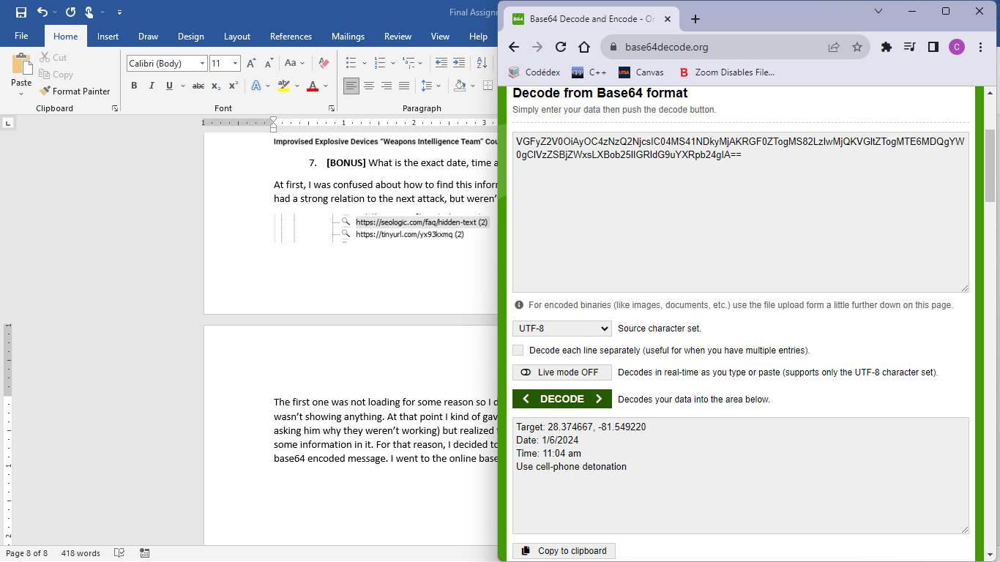 Final Assignm
File Home Insert Draw Design Layout References Mailings Review View Help
Paste
Cut
Copy
Format Painter
Clipboard
Calibri (Body) 11
Font
Paragraph
Improvised Explosive Devices “Weapons Intelligence Team” Cou
7. [BONUS] What is the exact date, time a
At first, I was confused about how to find this inform
had a strong relation to the next attack, but weren’t
https://seologic.com/faq/hidden-text (2)
https://tinyurl.com/yx93kxmq (2)
The first one was not loading for some reason so I d
wasn’t showing anything. At that point I kind of gav
asking him why they weren’t working) but realized
some information in it. For that reason, I decided to
base64 encoded message. I went to the online base
Page 8 of 8 418 words
B64 Base64 Decode and Encode - On
base64decode.org
C
Codédex
cpp C++
UTSA Canvas
B Zoom Disables File...
Decode from Base64 format
Simply enter your data then push the decode button.
VGFyZ2V0OiAyOC4zNzQ2NjcsIC04MS41NDkyMjAKRGF0ZTogMS82LzIwMjQKVGltZTogMTE6MDQgYW
0gClVzZSBjZWxsLXBob25lIGRldG9uYXRpb24gIA==
For encoded binaries (like images, documents, etc.) use the file upload form a little further down on this page.
UTF-8 Source character set.
Decode each line separately (useful for when you have multiple entries).
Live mode OFF Decodes in real-time as you type or paste (supports only the UTF-8 character set).
DECODE Decodes your data into the area below.
Target: 28.374667, -81.549220
Date: 1/6/2024
Time: 11:04 am
Use cell-phone detonation
Copy to clipboard